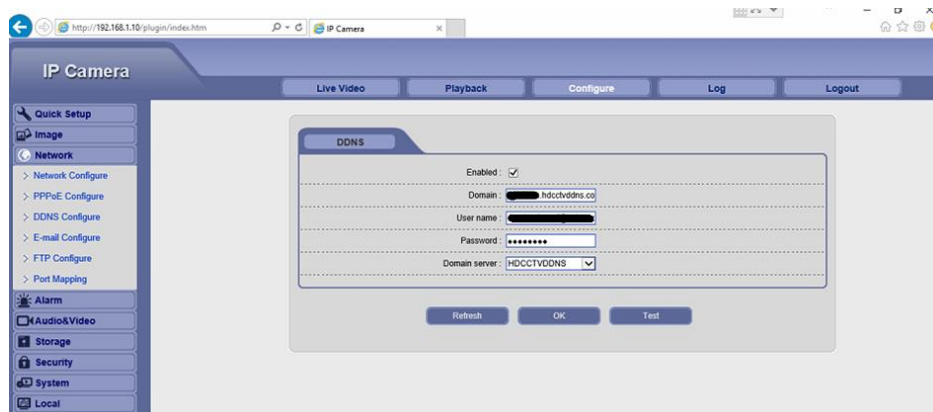 http://192.168.1.10/plugin/index.htm
IP Camera
IP Camera
Live Video
Playback
Configure
Log
Logout
Quick Setup
Image
Network
> Network Configure
> PPPoE Configure
> DDNS Configure
> E-mail Configure
> FTP Configure
> Port Mapping
Alarm
Audio&Video
Storage
Security
System
Local
DDNS
Enabled :
Domain : .hdcctvddns.co
User name :
Password : ••••••••
Domain server : HDCCTVDDNS
Refresh
OK
Test